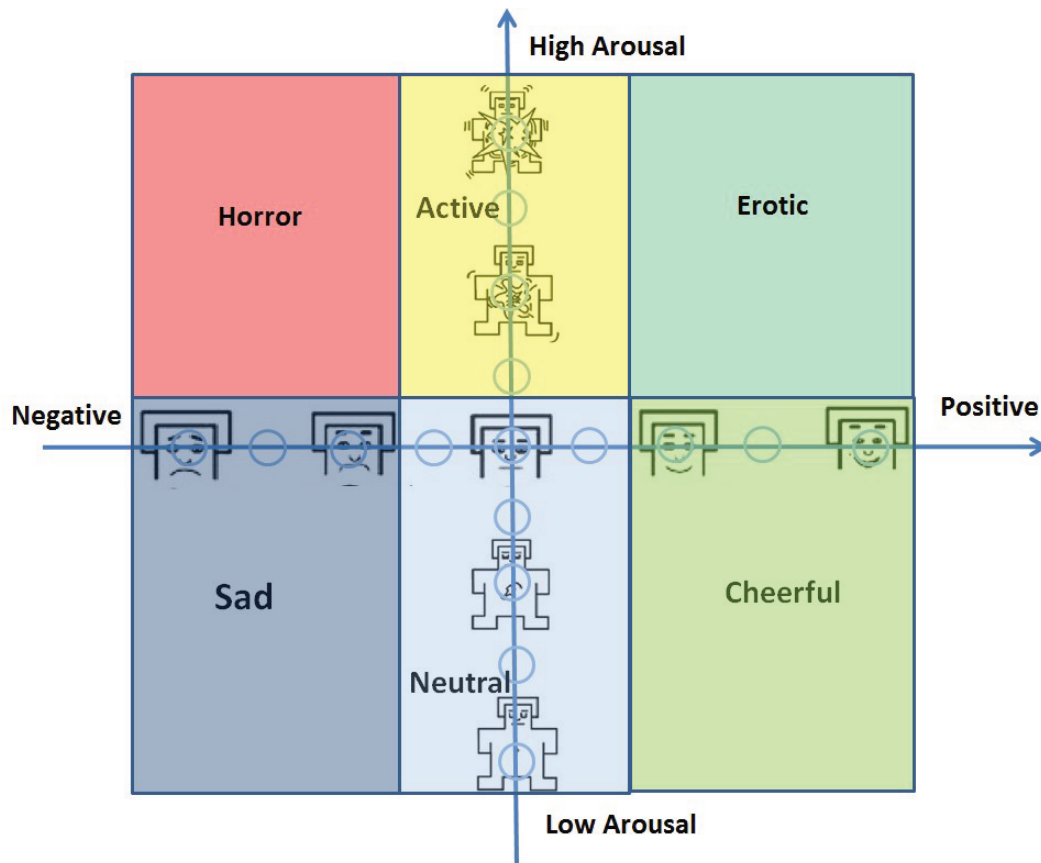 High Arousal
Horror
Active
Erotic
Negative
Positive
Sad
Cheerful
Neutral
Low Arousal